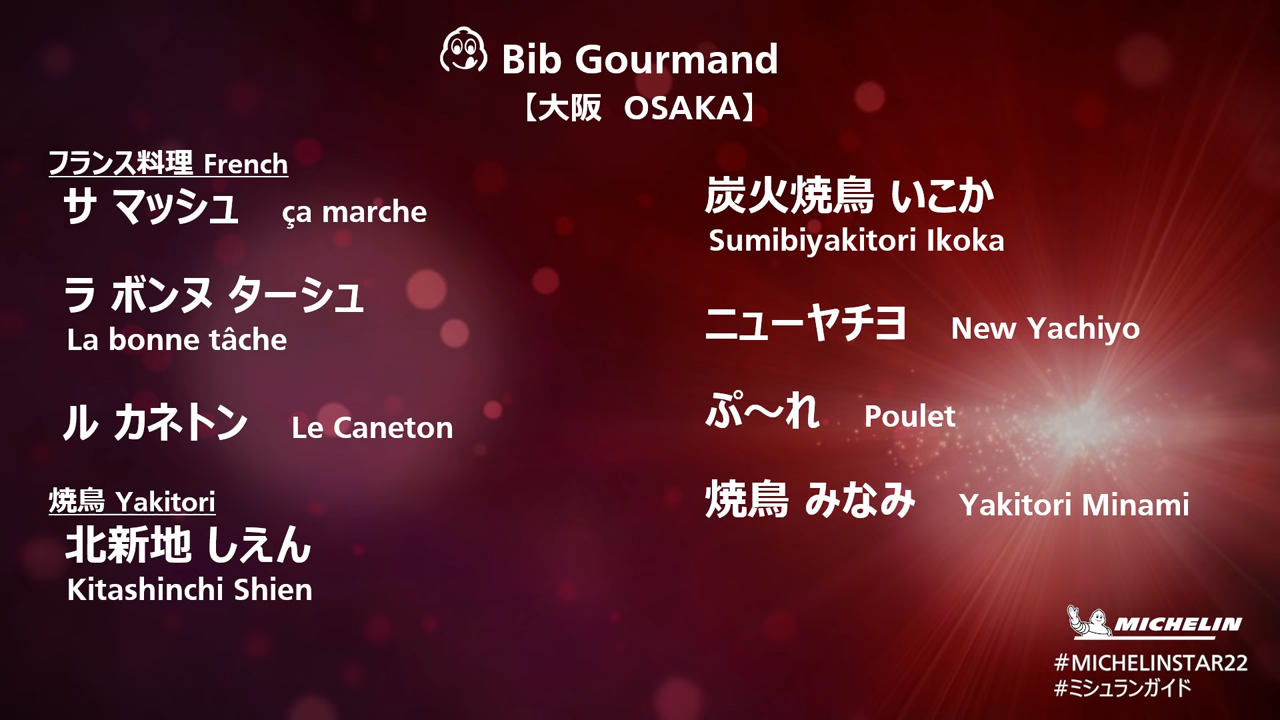 Bib Gourmand
【大阪 OSAKA】
フランス料理 French
サ マッシュ ça marche
ラ ボンヌ ターシュ
La bonne tâche
ル カネトン Le Caneton
焼鳥 Yakitori
北新地 しえん
Kitashinchi Shien
炭火焼鳥 いこか
Sumibiyakitori Ikoka
ニューヤチヨ New Yachiyo
ぷ～れ Poulet
焼鳥 みなみ Yakitori Minami
MICHELIN
#MICHELINSTAR22
#ミシュランガイド